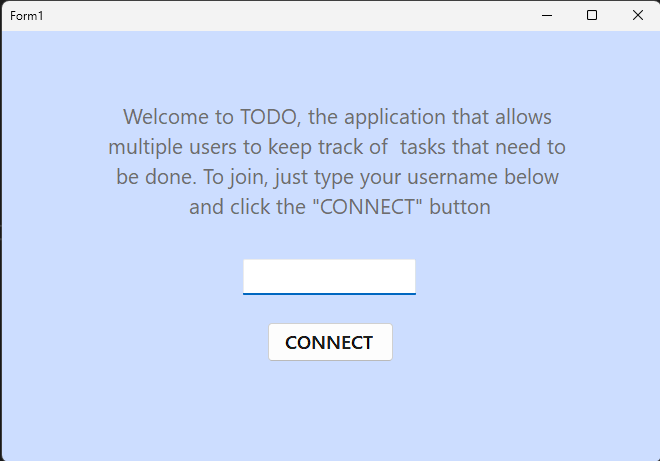 Form1
Welcome to TODO, the application that allows
multiple users to keep track of  tasks that need to
be done. To join, just type your username below
and click the "CONNECT" button
CONNECT